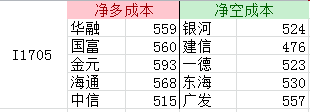 净多成本 净空成本
华融 559 银河 524
国富 560 建信 476
I1705 金元 593 一德 523
海通 568 东海 530
中信 515 广发 557